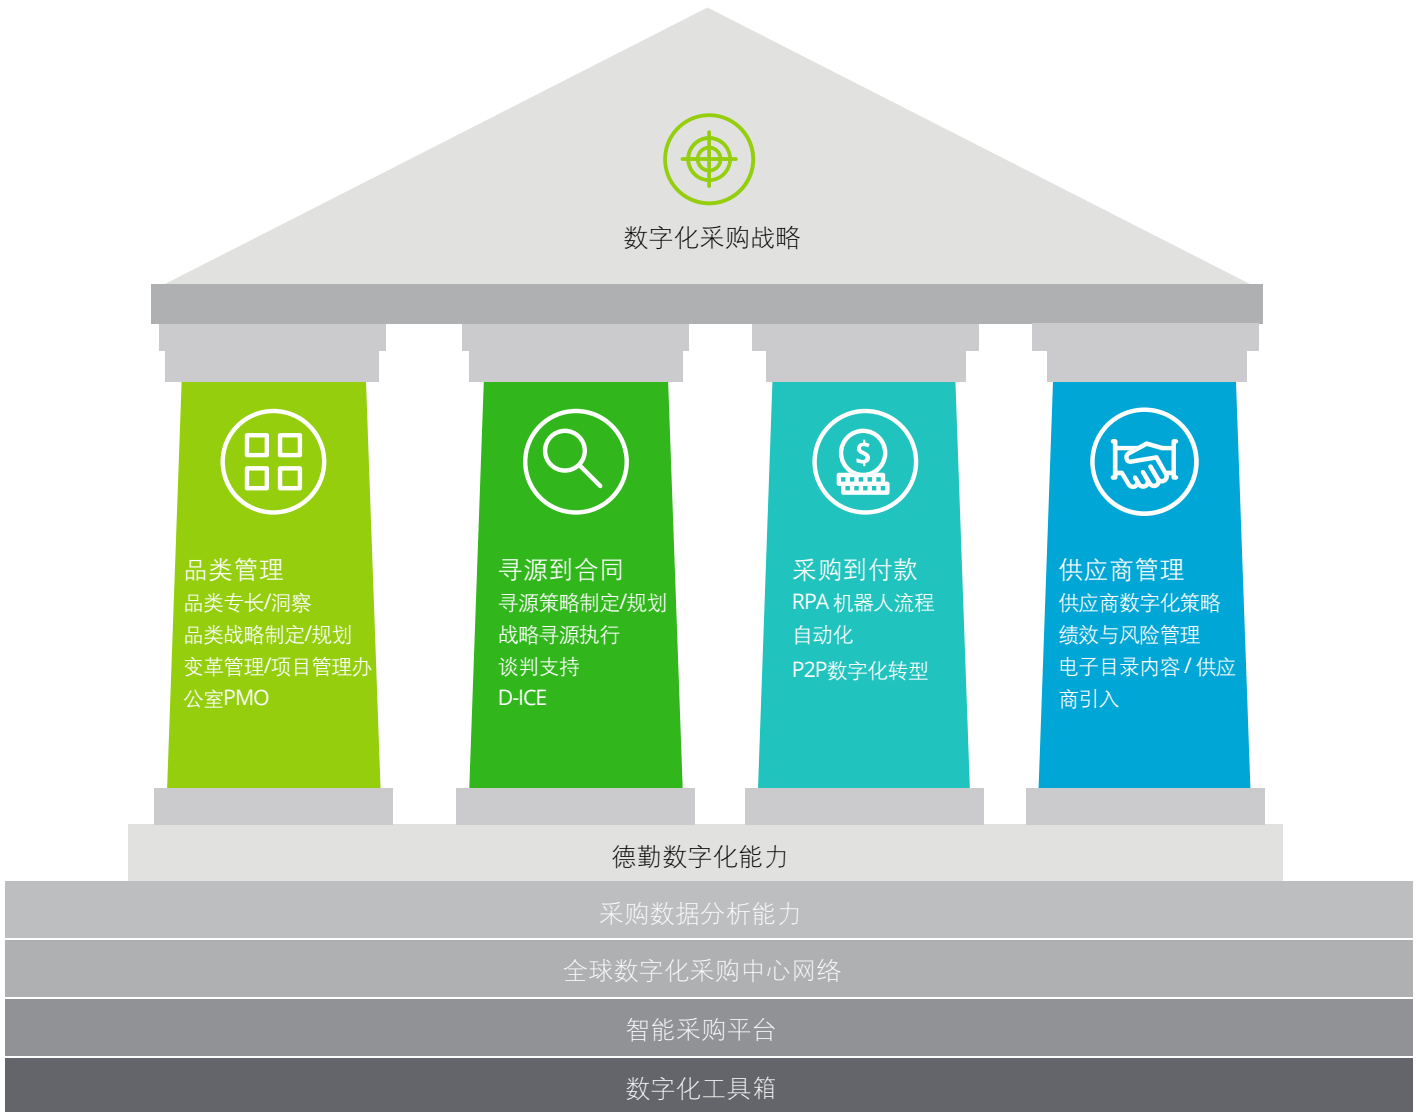 数字化采购战略
品类管理
品类专长/洞察
品类战略制定/规划
变革管理/项目管理办
公室PMO
寻源到合同
寻源策略制定/规划
战略寻源执行
谈判支持
D-ICE
$
采购到付款
RPA 机器人流程
自动化
P2P数字化转型
供应商管理
供应商数字化策略
绩效与风险管理
电子目录内容 / 供应
商引入
德勤数字化能力
采购数据分析能力
全球数字化采购中心网络
智能采购平台
数字化工具箱